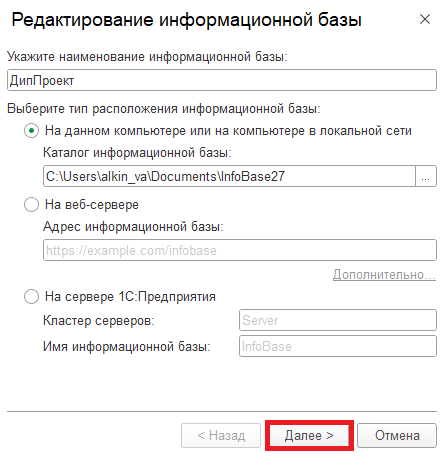 Редактирование информационной базы
Укажите наименование информационной базы:
ДипПроект
Выберите тип расположения информационной базы:
На данном компьютере или на компьютере в локальной сети
Каталог информационной базы:
C:\Users\alkin_va\Documents\InfoBase27 ...
На веб-сервере
Адрес информационной базы:
https://example.com/infobase
Дополнительно...
На сервере 1С:Предприятия
Кластер серверов: Server
Имя информационной базы: InfoBase
< Назад Далее > Отмена